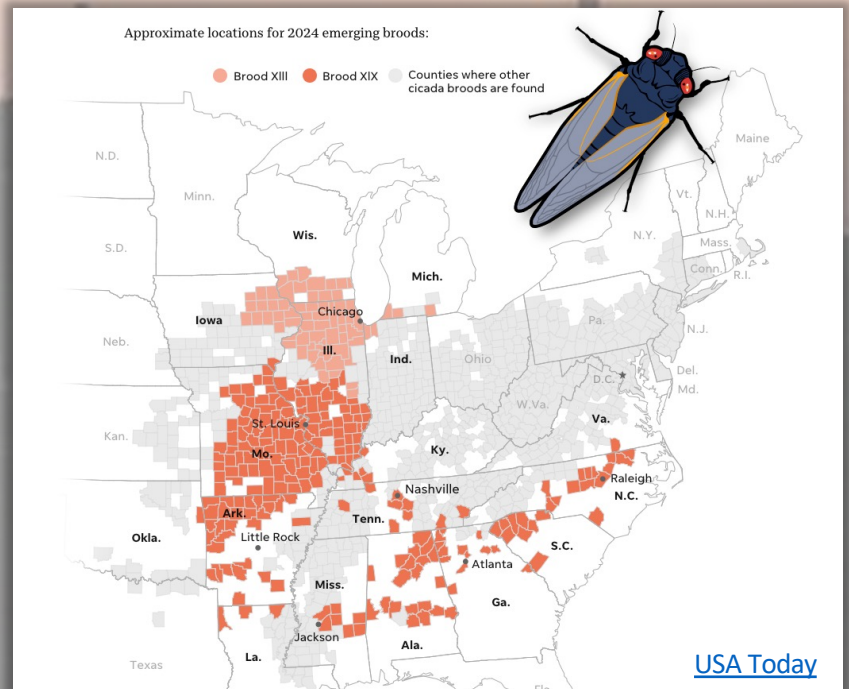 Approximate locations for 2024 emerging broods:
Brood XIII
Brood XIX
Counties where other
cicada broods are found
N.D.
Minn.
Maine
Wis.
Vt.
N.H.
S.D.
N.Y.
Mass.
Mich.
Conn.
R.I.
Iowa
Chicago
Neb.
Ill.
Ind.
Ohio
Pa.
N.J.
D.C.
Del.
Md.
W.Va.
St. Louis
Va.
Kan.
Mo.
Ky.
Raleigh
Nashville
N.C.
Ark.
Tenn.
Okla.
Little Rock
S.C.
Atlanta
Miss.
Ga.
Jackson
Ala.
La.
Texas
USA Today